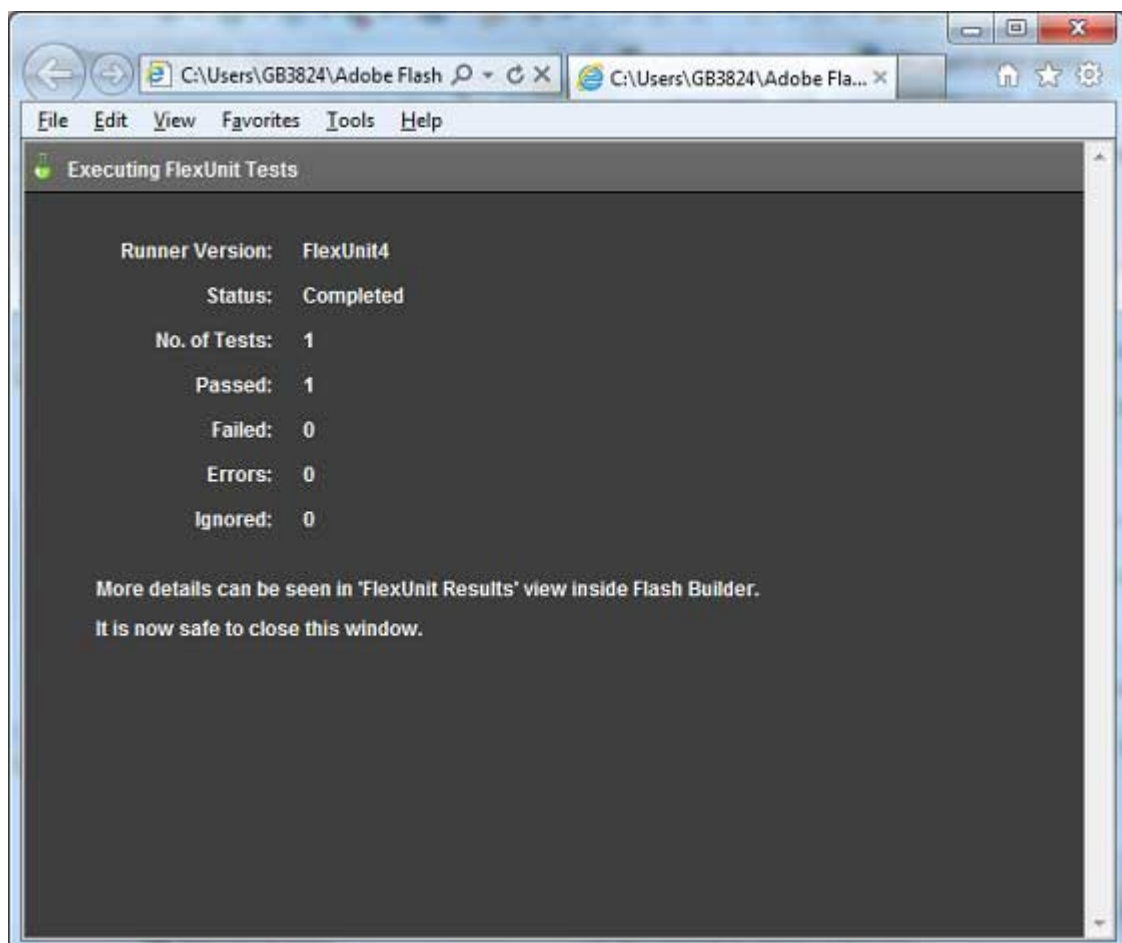 C:\Users\GB3824\Adobe Flash
C:\Users\GB3824\Adobe Fla...
File Edit View Favorites Tools Help
Executing FlexUnit Tests
Runner Version: FlexUnit4
Status: Completed
No. of Tests: 1
Passed: 1
Failed: 0
Errors: 0
Ignored: 0
More details can be seen in 'FlexUnit Results' view inside Flash Builder.
It is now safe to close this window.